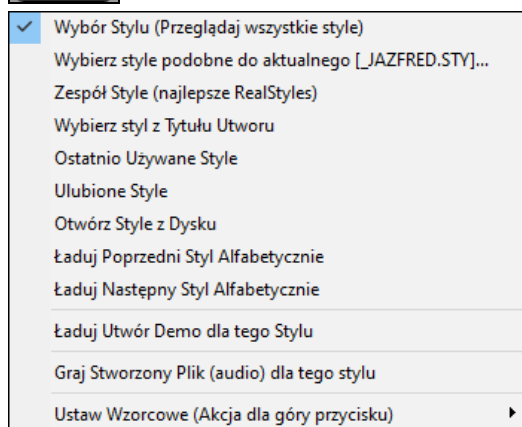 Wybór Stylu (Przeglądaj wszystkie style)
Wybierz style podobne do aktualnego [_JAZFRED.STY]...
Zespół Style (najlepsze RealStyles)
Wybierz styl z Tytułu Utworu
Ostatnio Używane Style
Ulubione Style
Otwórz Style z Dysku
Ładuj Poprzedni Styl Alfabetycznie
Ładuj Następny Styl Alfabetycznie
Ładuj Utwór Demo dla tego Stylu
Graj Stworzony Plik (audio) dla tego stylu
Ustaw Wzorcowe (Akcja dla góry przycisku)